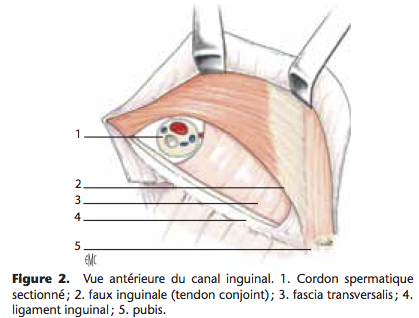 1
2
3
4
5
EMC
Figure 2. Vue antérieure du canal inguinal. 1. Cordon spermatique
sectionné ; 2. faux inguinale (tendon conjoint) ; 3. fascia transversalis ; 4.
ligament inguinal ; 5. pubis.